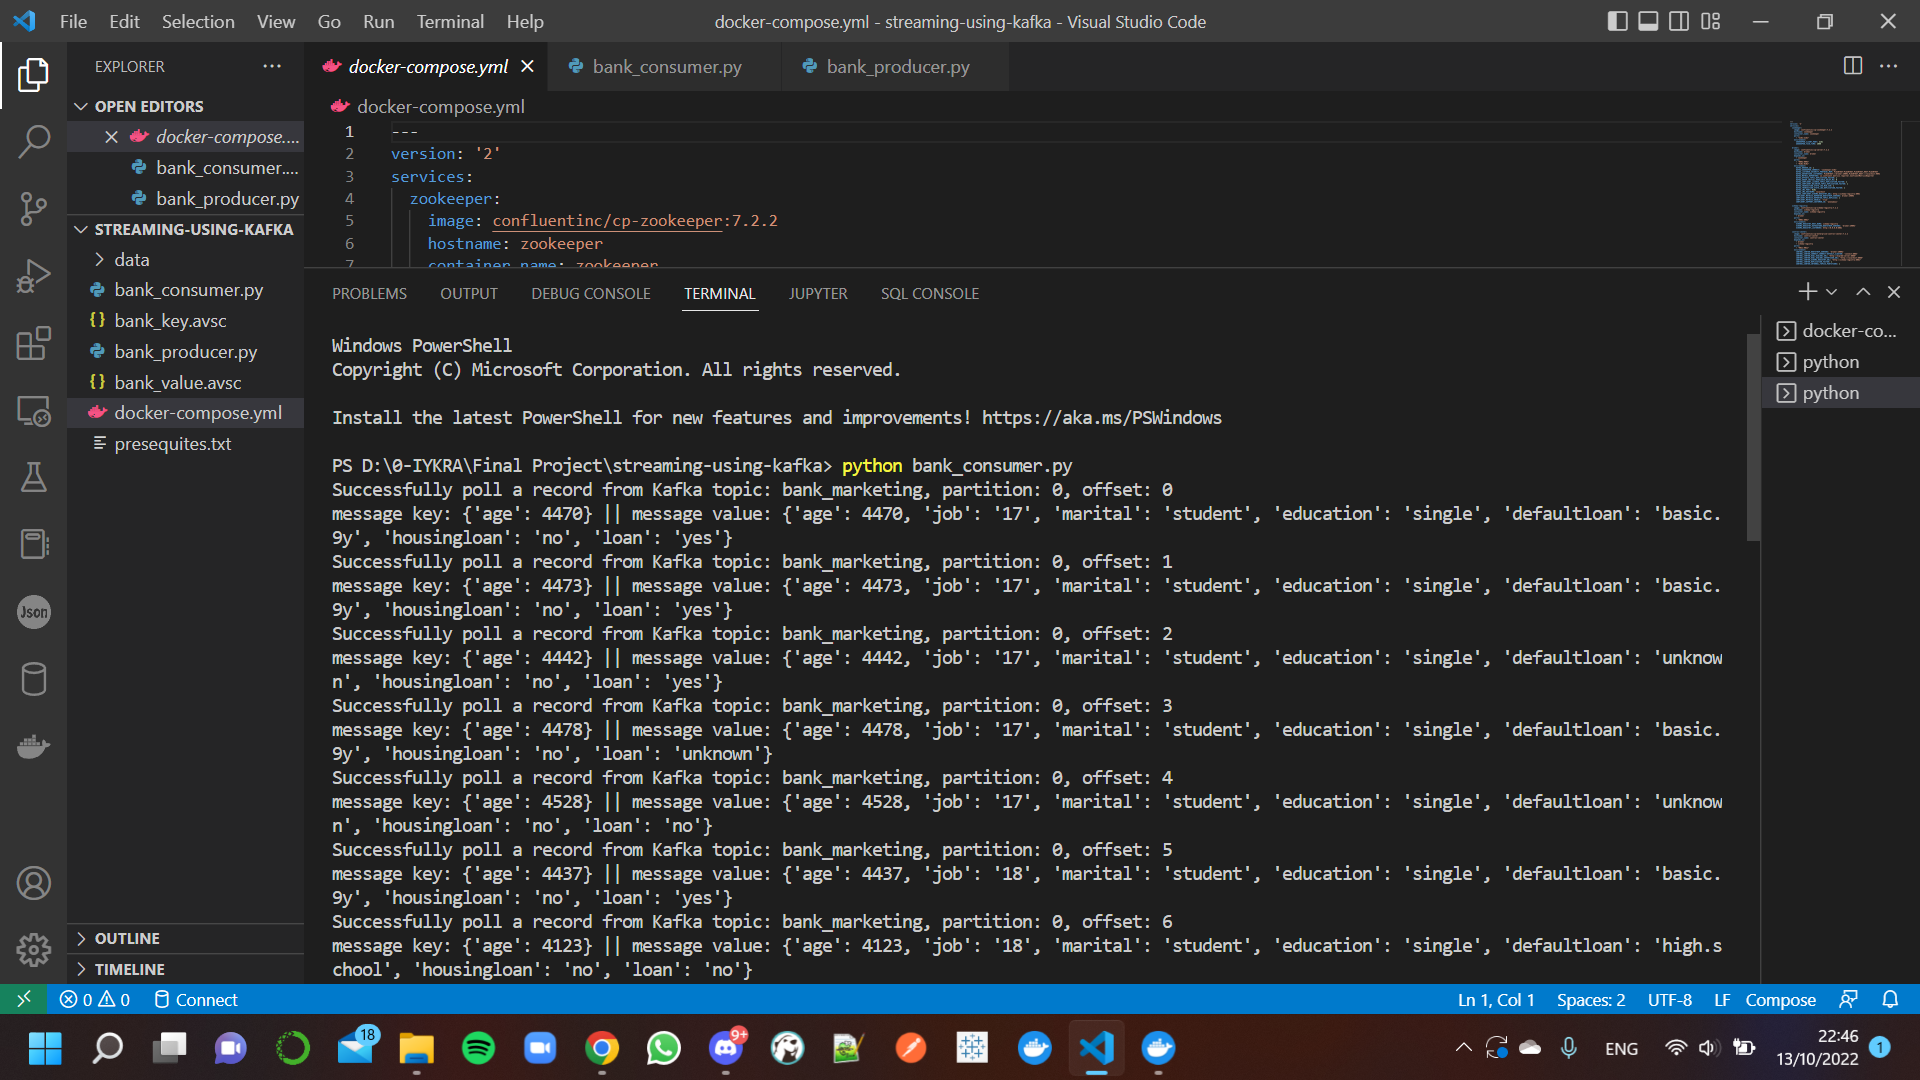 File Edit Selection View Go Run Terminal Help
docker-compose.yml - streaming-using-kafka - Visual Studio Code
EXPLORER
OPEN EDITORS
docker-compose....
bank_consumer....
bank_producer.py
STREAMING-USING-KAFKA
data
bank_consumer.py
bank_key.avsc
bank_producer.py
bank_value.avsc
docker-compose.yml
presequites.txt
OUTLINE
TIMELINE
Json
docker-compose.yml bank_consumer.py bank_producer.py
docker-compose.yml
1 ---
2 version: '2'
3 services:
4 zookeeper:
5 image: confluentinc/cp-zookeeper:7.2.2
6 hostname: zookeeper
7 container_name: zookeeper
PROBLEMS OUTPUT DEBUG CONSOLE TERMINAL JUPYTER SQL CONSOLE
docker-co...
python
python
Windows PowerShell
Copyright (C) Microsoft Corporation. All rights reserved.
Install the latest PowerShell for new features and improvements! https://aka.ms/PSWindows
PS D:\0-IYKRA\Final Project\streaming-using-kafka> python bank_consumer.py
Successfully poll a record from Kafka topic: bank_marketing, partition: 0, offset: 0
message key: {'age': 4470} || message value: {'age': 4470, 'job': '17', 'marital': 'student', 'education': 'single', 'defaultloan': 'basic.
9y', 'housingloan': 'no', 'loan': 'yes'}
Successfully poll a record from Kafka topic: bank_marketing, partition: 0, offset: 1
message key: {'age': 4473} || message value: {'age': 4473, 'job': '17', 'marital': 'student', 'education': 'single', 'defaultloan': 'basic.
9y', 'housingloan': 'no', 'loan': 'yes'}
Successfully poll a record from Kafka topic: bank_marketing, partition: 0, offset: 2
message key: {'age': 4442} || message value: {'age': 4442, 'job': '17', 'marital': 'student', 'education': 'single', 'defaultloan': 'unknow
n', 'housingloan': 'no', 'loan': 'yes'}
Successfully poll a record from Kafka topic: bank_marketing, partition: 0, offset: 3
message key: {'age': 4478} || message value: {'age': 4478, 'job': '17', 'marital': 'student', 'education': 'single', 'defaultloan': 'basic.
9y', 'housingloan': 'no', 'loan': 'unknown'}
Successfully poll a record from Kafka topic: bank_marketing, partition: 0, offset: 4
message key: {'age': 4528} || message value: {'age': 4528, 'job': '17', 'marital': 'student', 'education': 'single', 'defaultloan': 'unknow
n', 'housingloan': 'no', 'loan': 'no'}
Successfully poll a record from Kafka topic: bank_marketing, partition: 0, offset: 5
message key: {'age': 4437} || message value: {'age': 4437, 'job': '18', 'marital': 'student', 'education': 'single', 'defaultloan': 'basic.
9y', 'housingloan': 'no', 'loan': 'yes'}
Successfully poll a record from Kafka topic: bank_marketing, partition: 0, offset: 6
message key: {'age': 4123} || message value: {'age': 4123, 'job': '18', 'marital': 'student', 'education': 'single', 'defaultloan': 'high.s
chool', 'housingloan': 'no', 'loan': 'no'}
0 0 Connect
Ln 1, Col 1 Spaces: 2 UTF-8 LF Compose
18
9+
ENG
22:46
13/10/2022
1